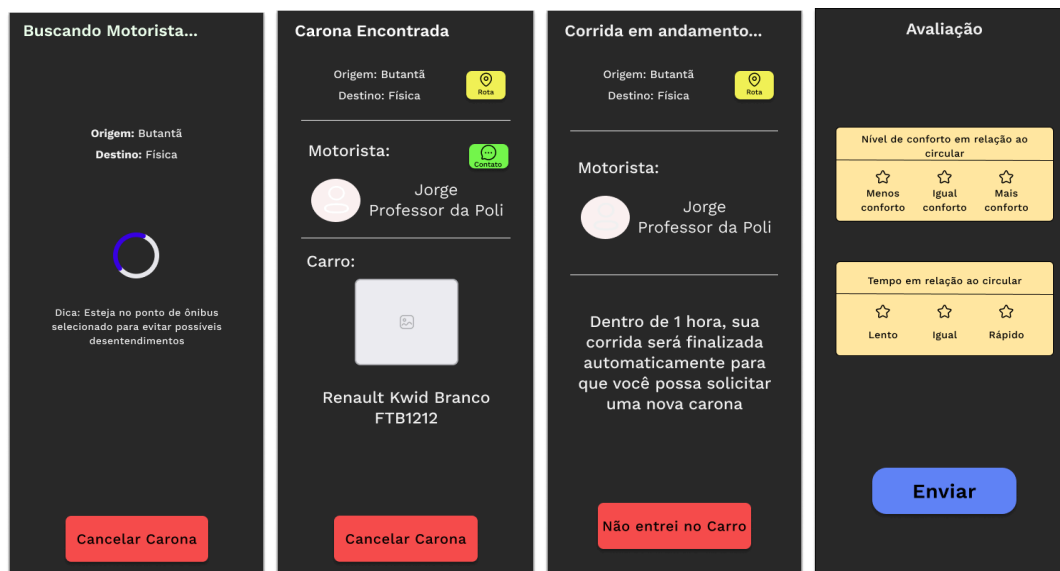 Buscando Motorista...
Origem: Butantã
Destino: Física
Dica: Esteja no ponto de ônibus
selecionado para evitar possíveis
desentendimentos
Cancelar Carona
Carona Encontrada
Origem: Butantã
Destino: Física
Rota
Motorista:
Contato
Jorge
Professor da Poli
Carro:
Renault Kwid Branco
FTB1212
Cancelar Carona
Corrida em andamento...
Origem: Butantã
Destino: Física
Rota
Motorista:
Jorge
Professor da Poli
Dentro de 1 hora, sua
corrida será finalizada
automaticamente para
que você possa solicitar
uma nova carona
Não entrei no Carro
Avaliação
Nível de conforto em relação ao
circular
Menos
conforto
Igual
conforto
Mais
conforto
Tempo em relação ao circular
Lento
Igual
Rápido
Enviar